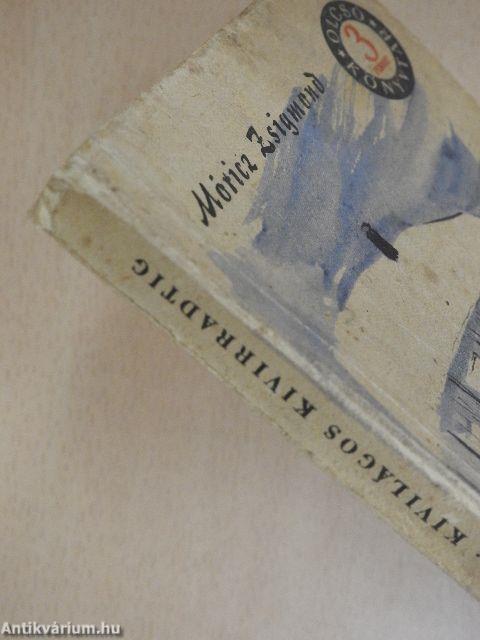 OLCSÓ
KÖNYVTÁR
3
Móricz Zsigmond
KIVILÁGOS KIVIRRADTIG
Antikvárium.hu